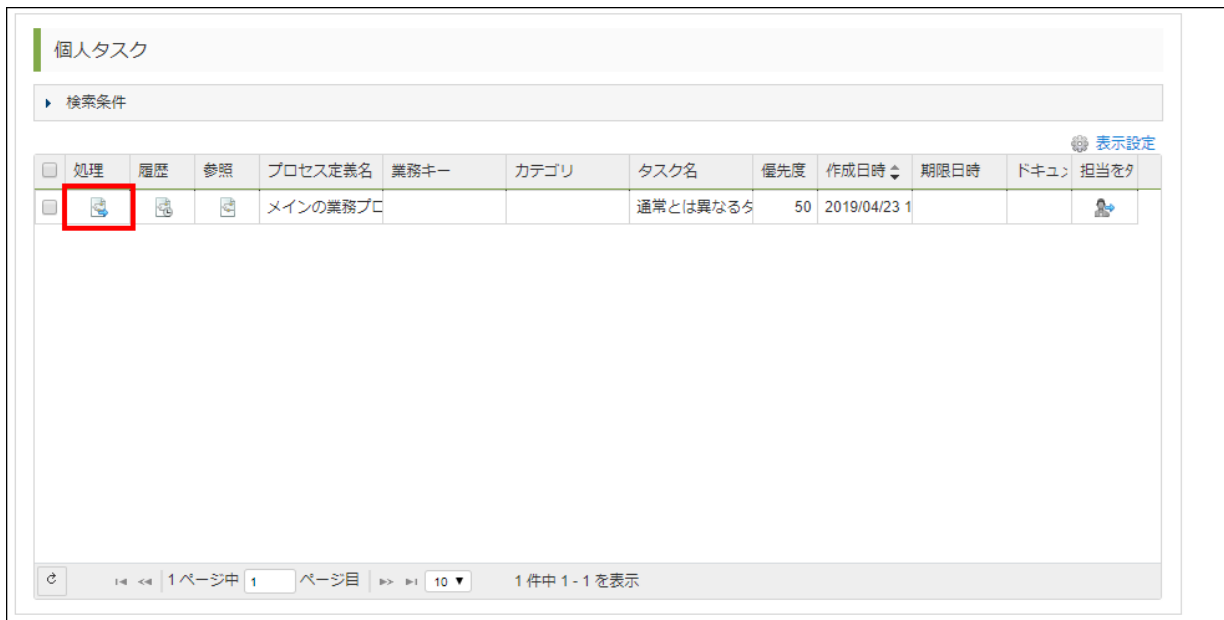 個人タスク
検索条件
表示設定
処理 履歴 参照 プロセス定義名 業務キー カテゴリ タスク名 優先度 作成日時 期限日時 ドキュメ 担当を外
メインの業務プロ 通常とは異なるタ 50 2019/04/23 1
1 ページ中 1 ページ目 10 1 件中 1 - 1 を表示